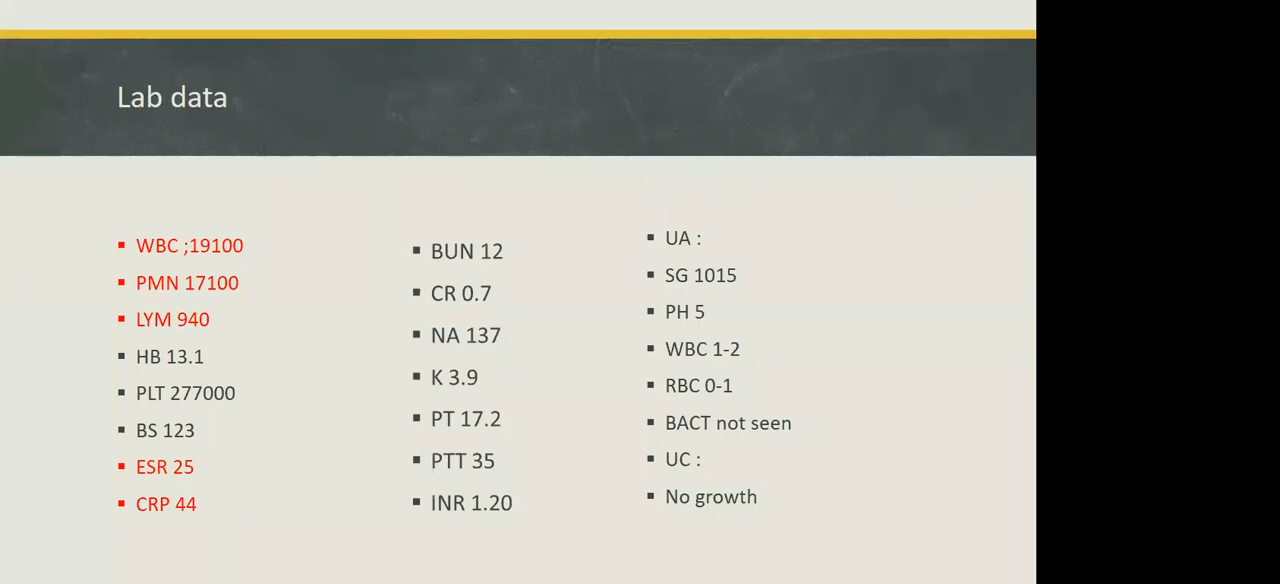 Lab data
WBC ;19100
PMN 17100
LYM 940
HB 13.1
PLT 277000
BS 123
ESR 25
CRP 44
BUN 12
CR 0.7
NA 137
K 3.9
PT 17.2
PTT 35
INR 1.20
UA :
SG 1015
PH 5
WBC 1-2
RBC 0-1
BACT not seen
UC :
No growth